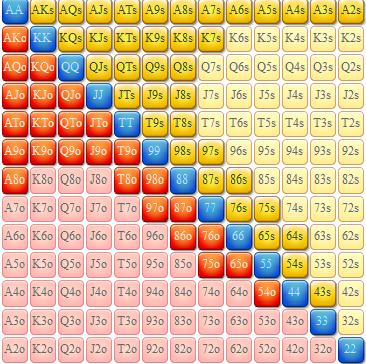 AA AKs AQs AJs ATs A9s A8s A7s A6s A5s A4s A3s A2s
AKo KK KQs KJs KTs K9s K8s K7s K6s K5s K4s K3s K2s
AQo KQo QQ QJs QTs Q9s Q8s Q7s Q6s Q5s Q4s Q3s Q2s
AJo KJo QJo JJ JTs J9s J8s J7s J6s J5s J4s J3s J2s
ATo KTo QTo JTo TT T9s T8s T7s T6s T5s T4s T3s T2s
A9o K9o Q9o J9o T9o 99 98s 97s 96s 95s 94s 93s 92s
A8o K8o Q8o J8o T8o 98o 88 87s 86s 85s 84s 83s 82s
A7o K7o Q7o J7o T7o 97o 87o 77 76s 75s 74s 73s 72s
A6o K6o Q6o J6o T6o 96o 86o 76o 66 65s 64s 63s 62s
A5o K5o Q5o J5o T5o 95o 85o 75o 65o 55 54s 53s 52s
A4o K4o Q4o J4o T4o 94o 84o 74o 64o 54o 44 43s 42s
A3o K3o Q3o J3o T3o 93o 83o 73o 63o 53o 43o 33 32s
A2o K2o Q2o J2o T2o 92o 82o 72o 62o 52o 42o 32o 22